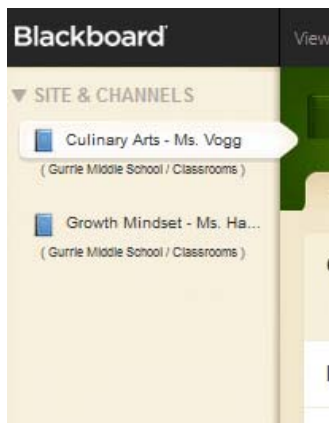 Blackboard
View
SITE & CHANNELS
Culinary Arts - Ms. Vogg
( Gurrie Middle School / Classrooms )
Growth Mindset - Ms. Ha...
( Gurrie Middle School / Classrooms )